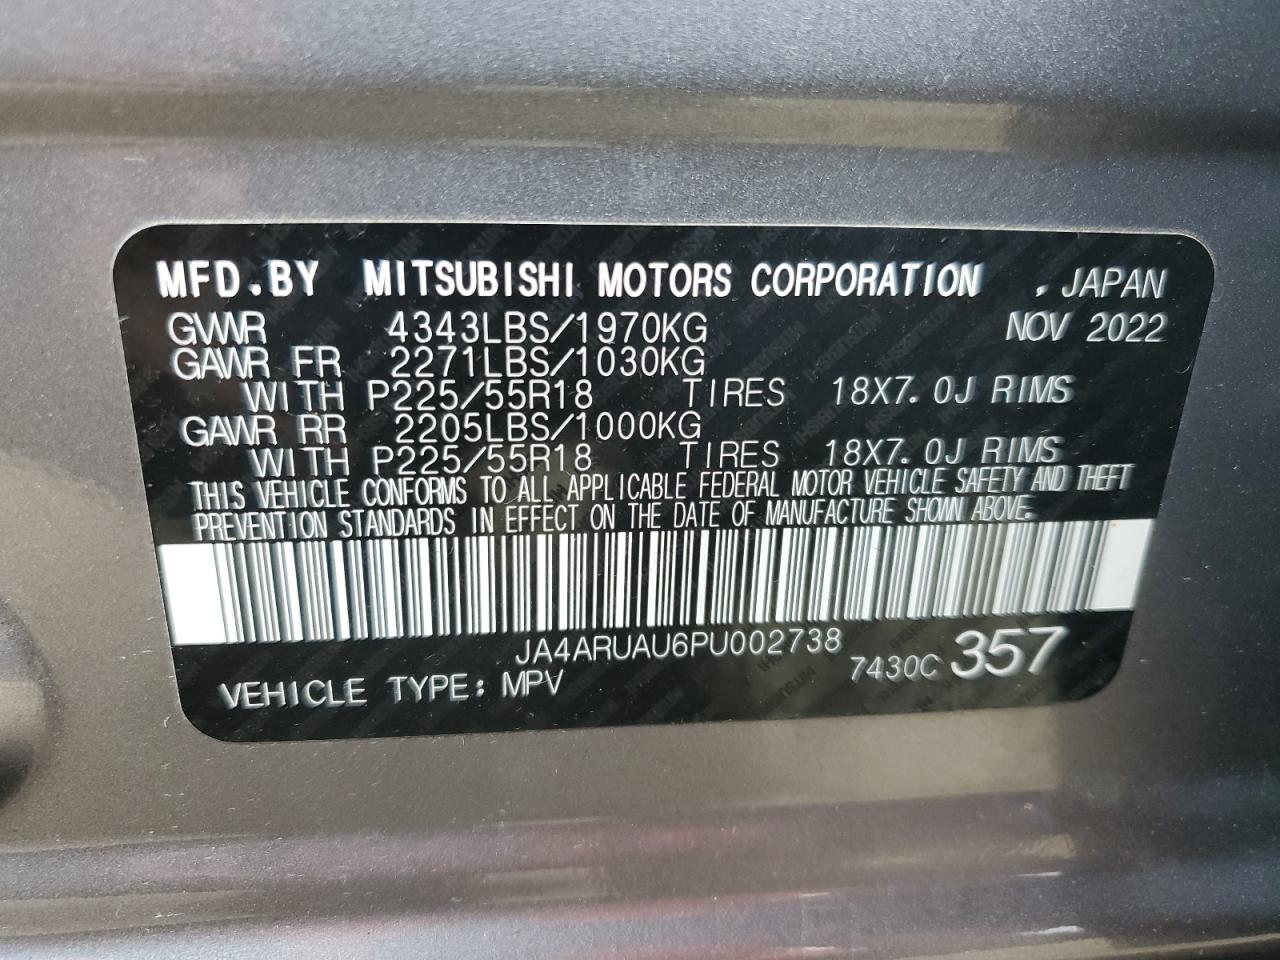 MFD.BY MITSUBISHI MOTORS CORPORATION , JAPAN
GVWR 4343LBS/1970KG NOV 2022
GAWR FR 2271LBS/1030KG
WITH P225/55R18 TIRES 18X7.0J RIMS
GAWR RR 2205LBS/1000KG
WITH P225/55R18 TIRES 18X7.0J RIMS
THIS VEHICLE CONFORMS TO ALL APPLICABLE FEDERAL MOTOR VEHICLE SAFETY AND THEFT
PREVENTION STANDARDS IN EFFECT ON THE DATE OF MANUFACTURE SHOWN ABOVE.
JA4ARUAU6PU002738
VEHICLE TYPE: MPV 7430C 357